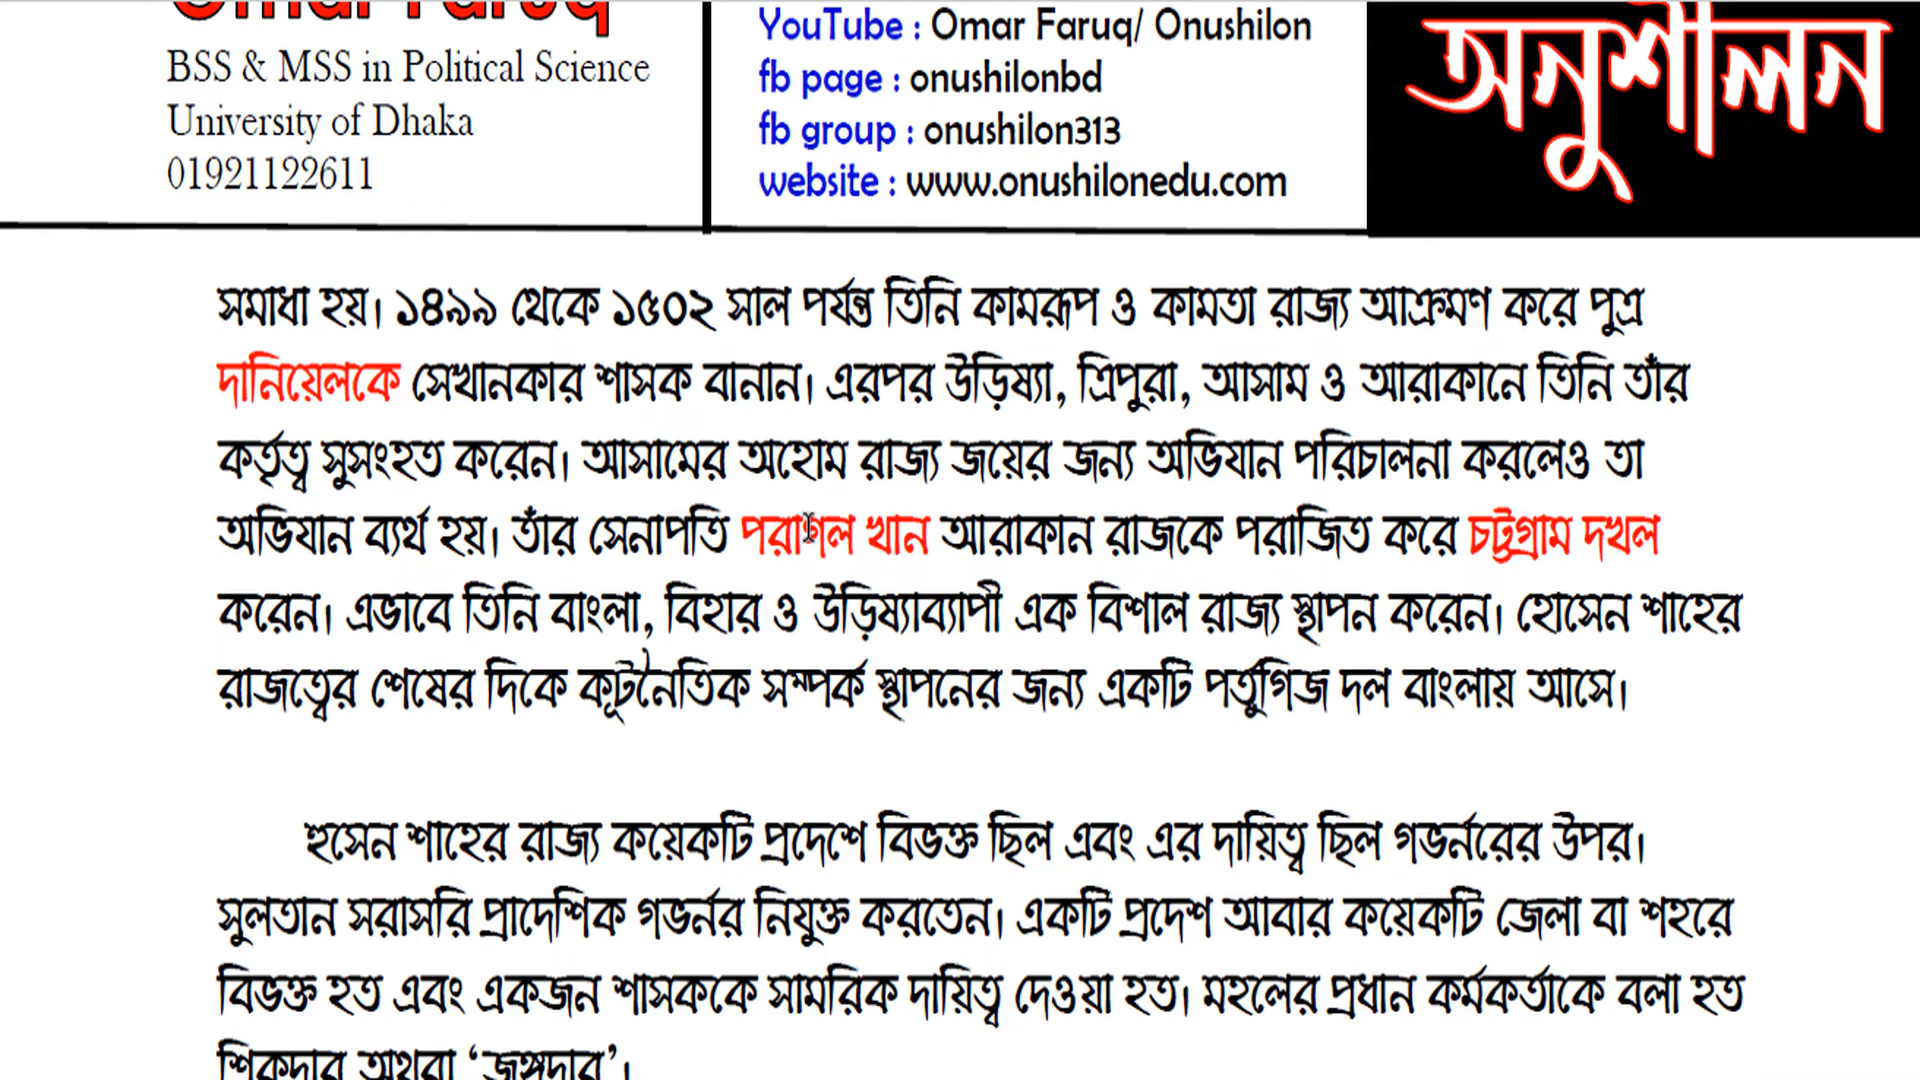 Omar Faruq
BSS & MSS in Political Science
University of Dhaka
01921122611
YouTube : Omar Faruq/ Onushilon
fb page : onushilonbd
fb group : onushilon313
website : www.onushilonedu.com
অনুশীলন
সমাধা হয়। ১৪৯৯ থেকে ১৫০২ সাল পর্যন্ত তিনি কামরূপ ও কামতা রাজ্য আক্রমণ করে পুত্র
দানিয়েলকে সেখানকার শাসক বানান। এরপর উড়িষ্যা, ত্রিপুরা, আসাম ও আরাকানে তিনি তাঁর
কর্তৃত্ব সুসংহত করেন। আসামের অহোম রাজ্য জয়ের জন্য অভিযান পরিচালনা করলেও তা
অভিযান ব্যর্থ হয়। তাঁর সেনাপতি পরাগল খান আরাকান রাজকে পরাজিত করে চট্টগ্রাম দখল
করেন। এভাবে তিনি বাংলা, বিহার ও উড়িষ্যাব্যাপী এক বিশাল রাজ্য স্থাপন করেন। হোসেন শাহের
রাজত্বের শেষের দিকে কূটনৈতিক সম্পর্ক স্থাপনের জন্য একটি পর্তুগিজ দল বাংলায় আসে।
হুসেন শাহের রাজ্য কয়েকটি প্রদেশে বিভক্ত ছিল এবং এর দায়িত্ব ছিল গভর্নরের উপর।
সুলতান সরাসরি প্রাদেশিক গভর্নর নিযুক্ত করতেন। একটি প্রদেশ আবার কয়েকটি জেলা বা শহরে
বিভক্ত হত এবং একজন শাসককে সামরিক দায়িত্ব দেওয়া হত। মহলের প্রধান কর্মকর্তাকে বলা হত
শিকদার অথবা ‘জঙ্গদার’।